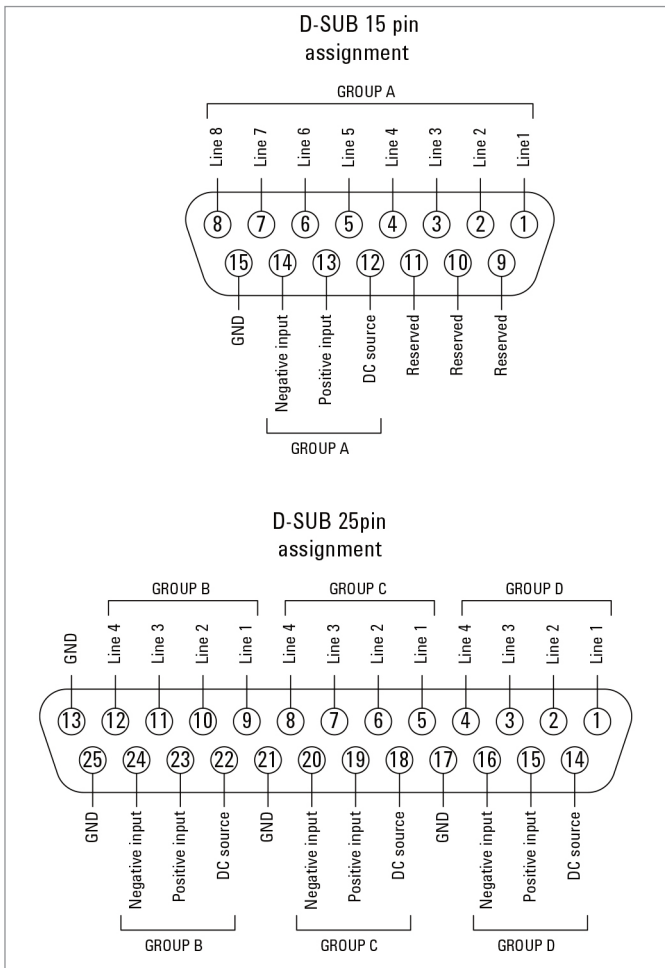 D-SUB 15 pin
assignment
GROUP A
Line 8
Line 7
Line 6
Line 5
Line 4
Line 3
Line 2
Line1
8
7
6
5
4
3
2
1
15
14
13
12
11
10
9
GND
Negative input
Positive input
DC source
Reserved
Reserved
Reserved
GROUP A
D-SUB 25pin
assignment
GROUP B
GROUP C
GROUP D
GND
Line 4
Line 3
Line 2
Line 1
Line 4
Line 3
Line 2
Line 1
Line 4
Line 3
Line 2
Line 1
13
12
11
10
9
8
7
6
5
4
3
2
1
25
24
23
22
21
20
19
18
17
16
15
14
GND
Negative input
Positive input
DC source
GND
Negative input
Positive input
DC source
GND
Negative input
Positive input
DC source
GROUP B
GROUP C
GROUP D